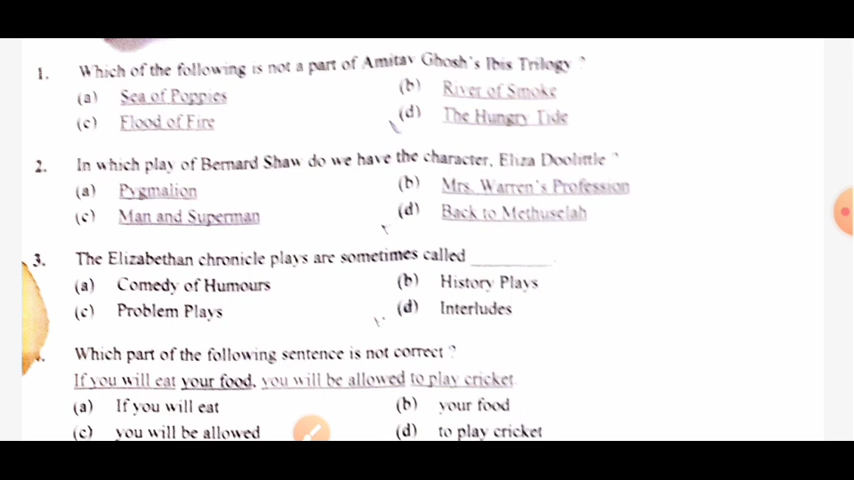 1. Which of the following is not a part of Amitav Ghosh's Ibis Trilogy ?
(a) Sea of Poppies (b) River of Smoke
(c) Flood of Fire (d) The Hungry Tide
2. In which play of Bernard Shaw do we have the character, Eliza Doolittle ?
(a) Pygmalion (b) Mrs. Warren's Profession
(c) Man and Superman (d) Back to Methuselah
3. The Elizabethan chronicle plays are sometimes called ________.
(a) Comedy of Humours (b) History Plays
(c) Problem Plays (d) Interludes
Which part of the following sentence is not correct ?
If you will eat your food, you will be allowed to play cricket.
(a) If you will eat (b) your food
(c) you will be allowed (d) to play cricket